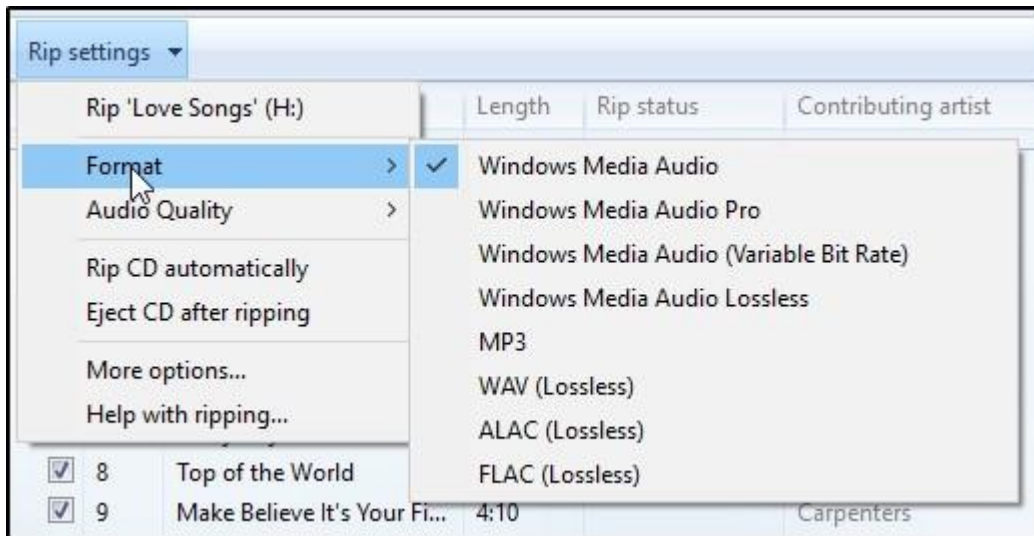 Rip settings
Rip 'Love Songs' (H:)
Length Rip status Contributing artist
Format
Audio Quality
Rip CD automatically
Eject CD after ripping
More options...
Help with ripping...
Windows Media Audio
Windows Media Audio Pro
Windows Media Audio (Variable Bit Rate)
Windows Media Audio Lossless
MP3
WAV (Lossless)
ALAC (Lossless)
FLAC (Lossless)
8 Top of the World
9 Make Believe It's Your Fi... 4:10 Carpenters